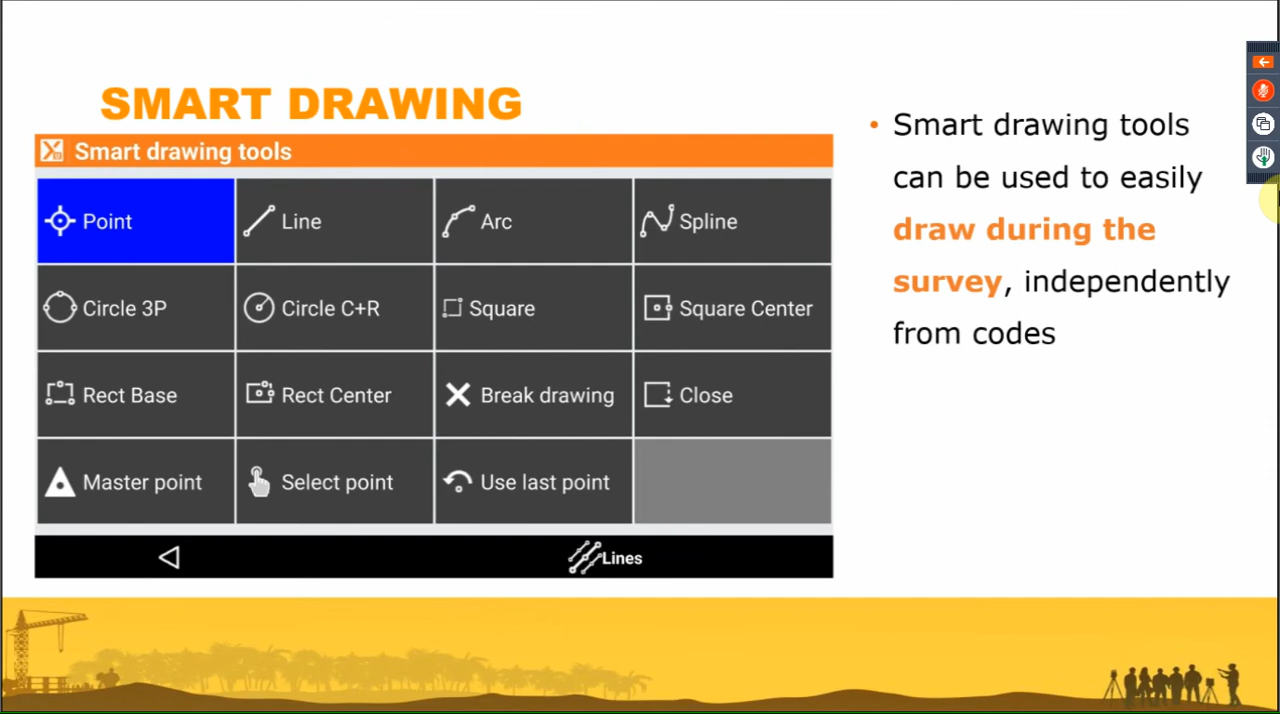 SMART DRAWING
Smart drawing tools
Point
Line
Arc
Spline
Circle 3P
Circle C+R
Square
Square Center
Rect Base
Rect Center
Break drawing
Close
Master point
Select point
Use last point
Lines
• Smart drawing tools
can be used to easily
draw during the
survey, independently
from codes